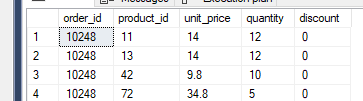 order_id product_id unit_price quantity discount
1 10248 11 14 12 0
2 10248 13 14 12 0
3 10248 42 9.8 10 0
4 10248 72 34.8 5 0